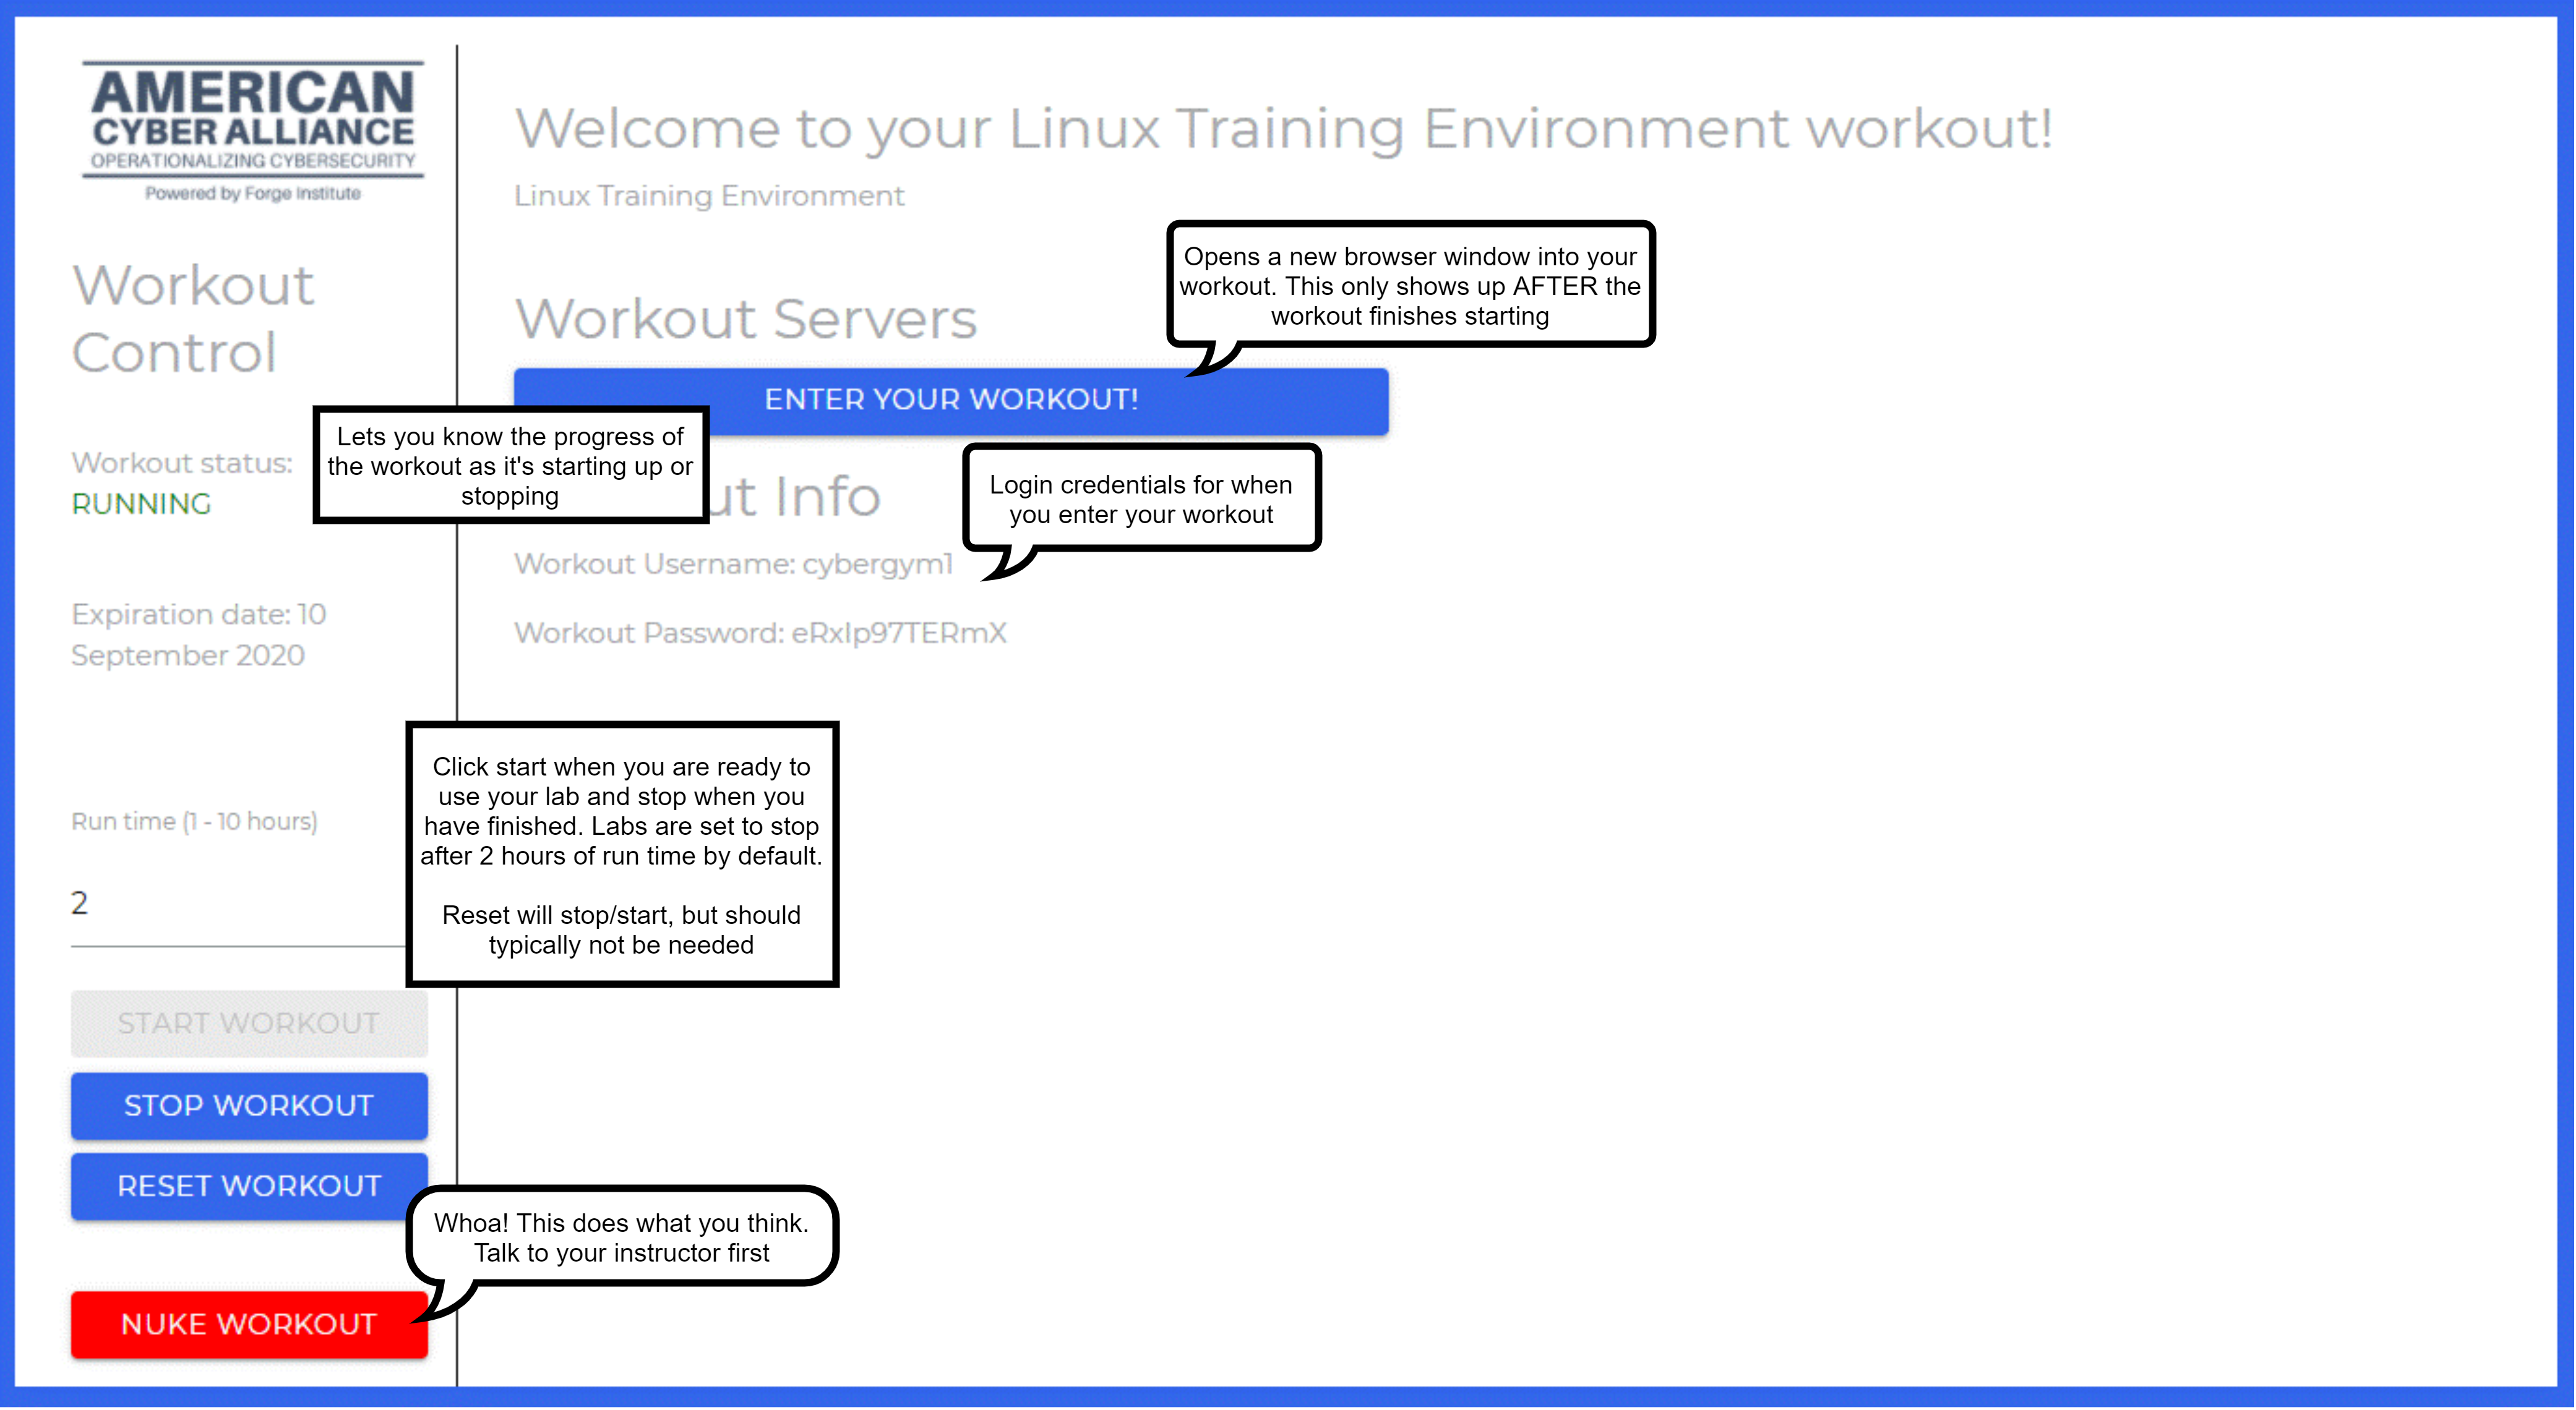 AMERICAN
CYBER ALLIANCE
OPERATIONALIZING CYBERSECURITY
Powered by Forge Institute
Workout
Control
Workout status:
RUNNING
Lets you know the progress of
the workout as it's starting up or
stopping
Expiration date: 10
September 2020
Run time (1 - 10 hours)
2
Click start when you are ready to
use your lab and stop when you
have finished. Labs are set to stop
after 2 hours of run time by default.
Reset will stop/start, but should
typically not be needed
START WORKOUT
STOP WORKOUT
RESET WORKOUT
Whoa! This does what you think.
Talk to your instructor first
NUKE WORKOUT
Welcome to your Linux Training Environment workout!
Linux Training Environment
Opens a new browser window into your
workout. This only shows up AFTER the
workout finishes starting
Workout Servers
ENTER YOUR WORKOUT!
ut Info
Login credentials for when
you enter your workout
Workout Username: cybergym1
Workout Password: eRxIp97TERmX